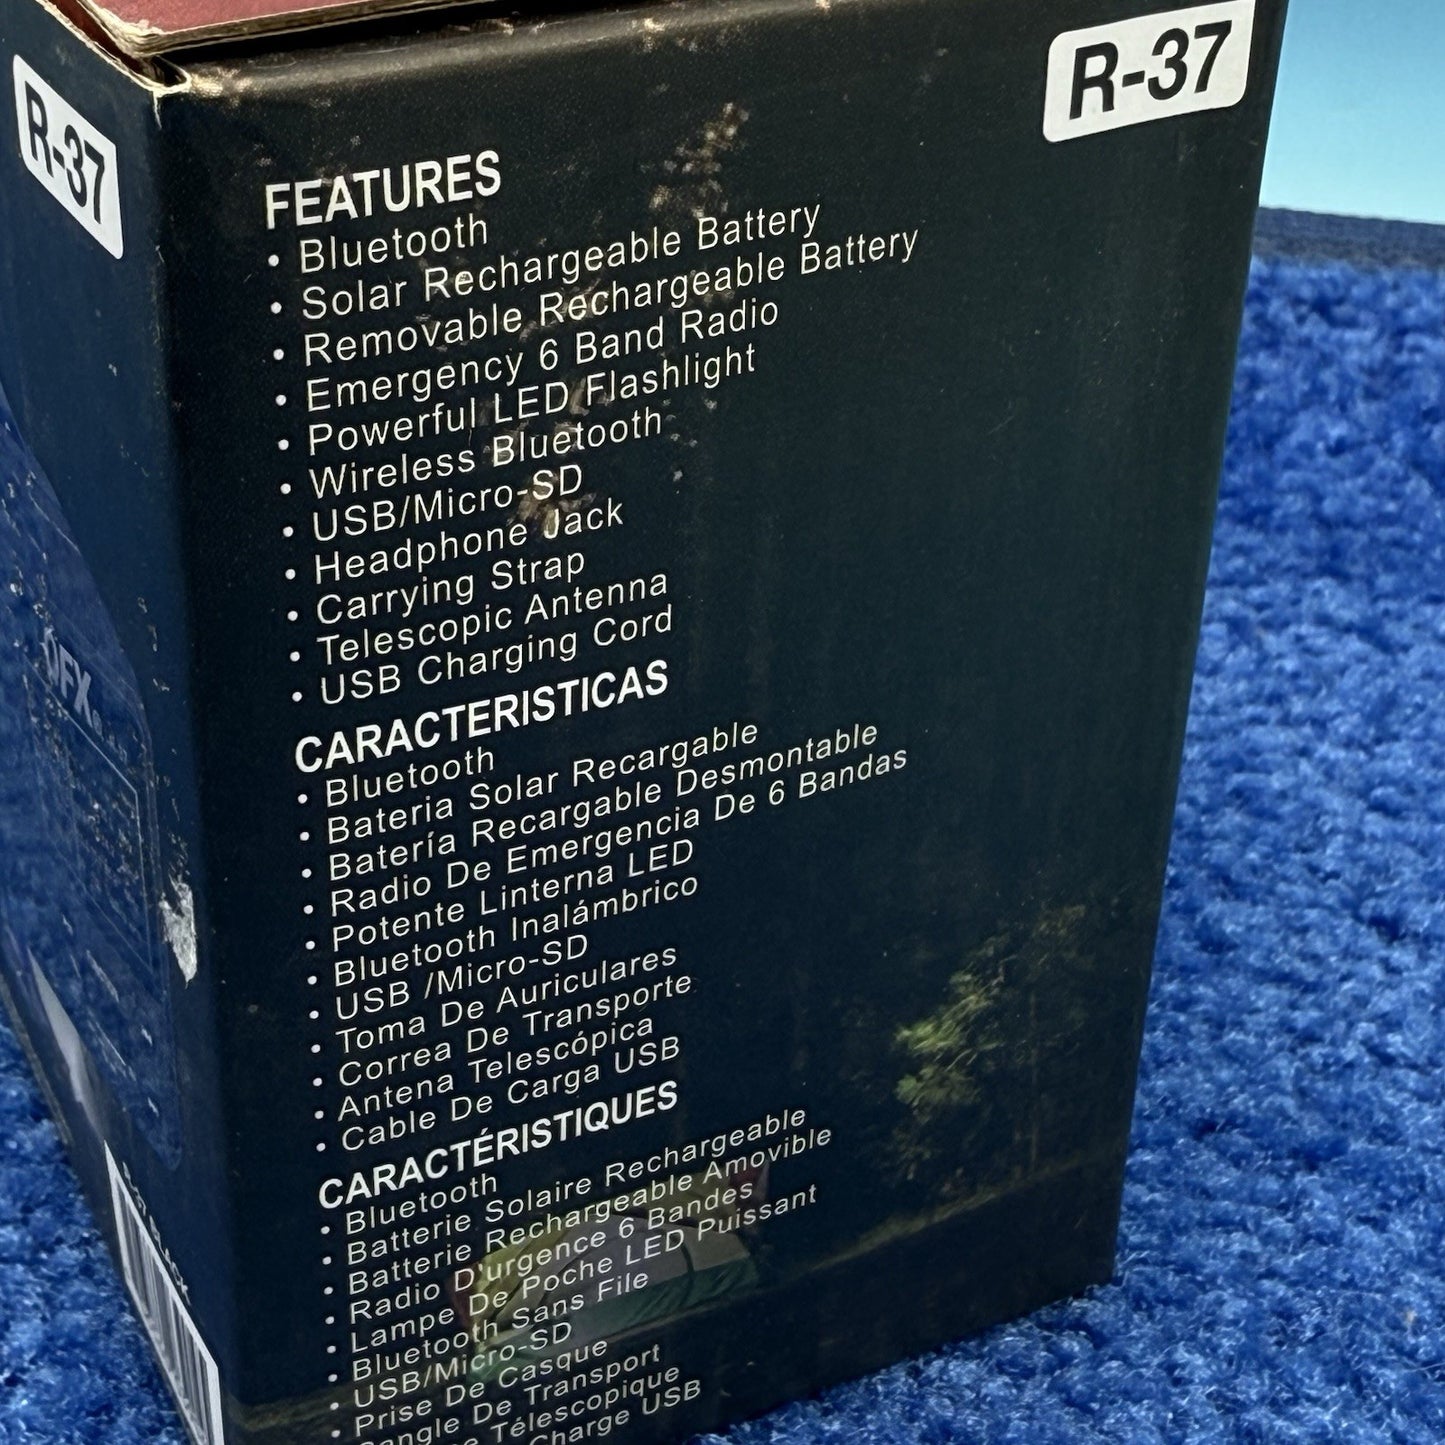 R-37
R-37
FEATURES
• Bluetooth
• Solar Rechargeable Battery
• Removable Rechargeable Battery
• Emergency 6 Band Radio
• Powerful LED Flashlight
• Wireless Bluetooth
• USB/Micro-SD
• Headphone Jack
• Carrying Strap
• Telescopic Antenna
• USB Charging Cord
CARACTERISTICAS
• Bluetooth
• Bateria Solar Recargable
• Batería Recargable Desmontable
• Radio De Emergencia De 6 Bandas
• Potente Linterna LED
• Bluetooth Inalámbrico
• USB /Micro-SD
• Toma De Auriculares
• Correa De Transporte
• Antena Telescópica
• Cable De Carga USB
CARACTÉRISTIQUES
• Bluetooth
• Batterie Solaire Rechargeable
• Batterie Rechargeable Amovible
• Radio D'urgence 6 Bandes
• Lampe De Poche LED Puissant
• Bluetooth Sans File
• USB/Micro-SD
• Prise De Casque
De Transport
Télescopique
Charge USB
BLACK